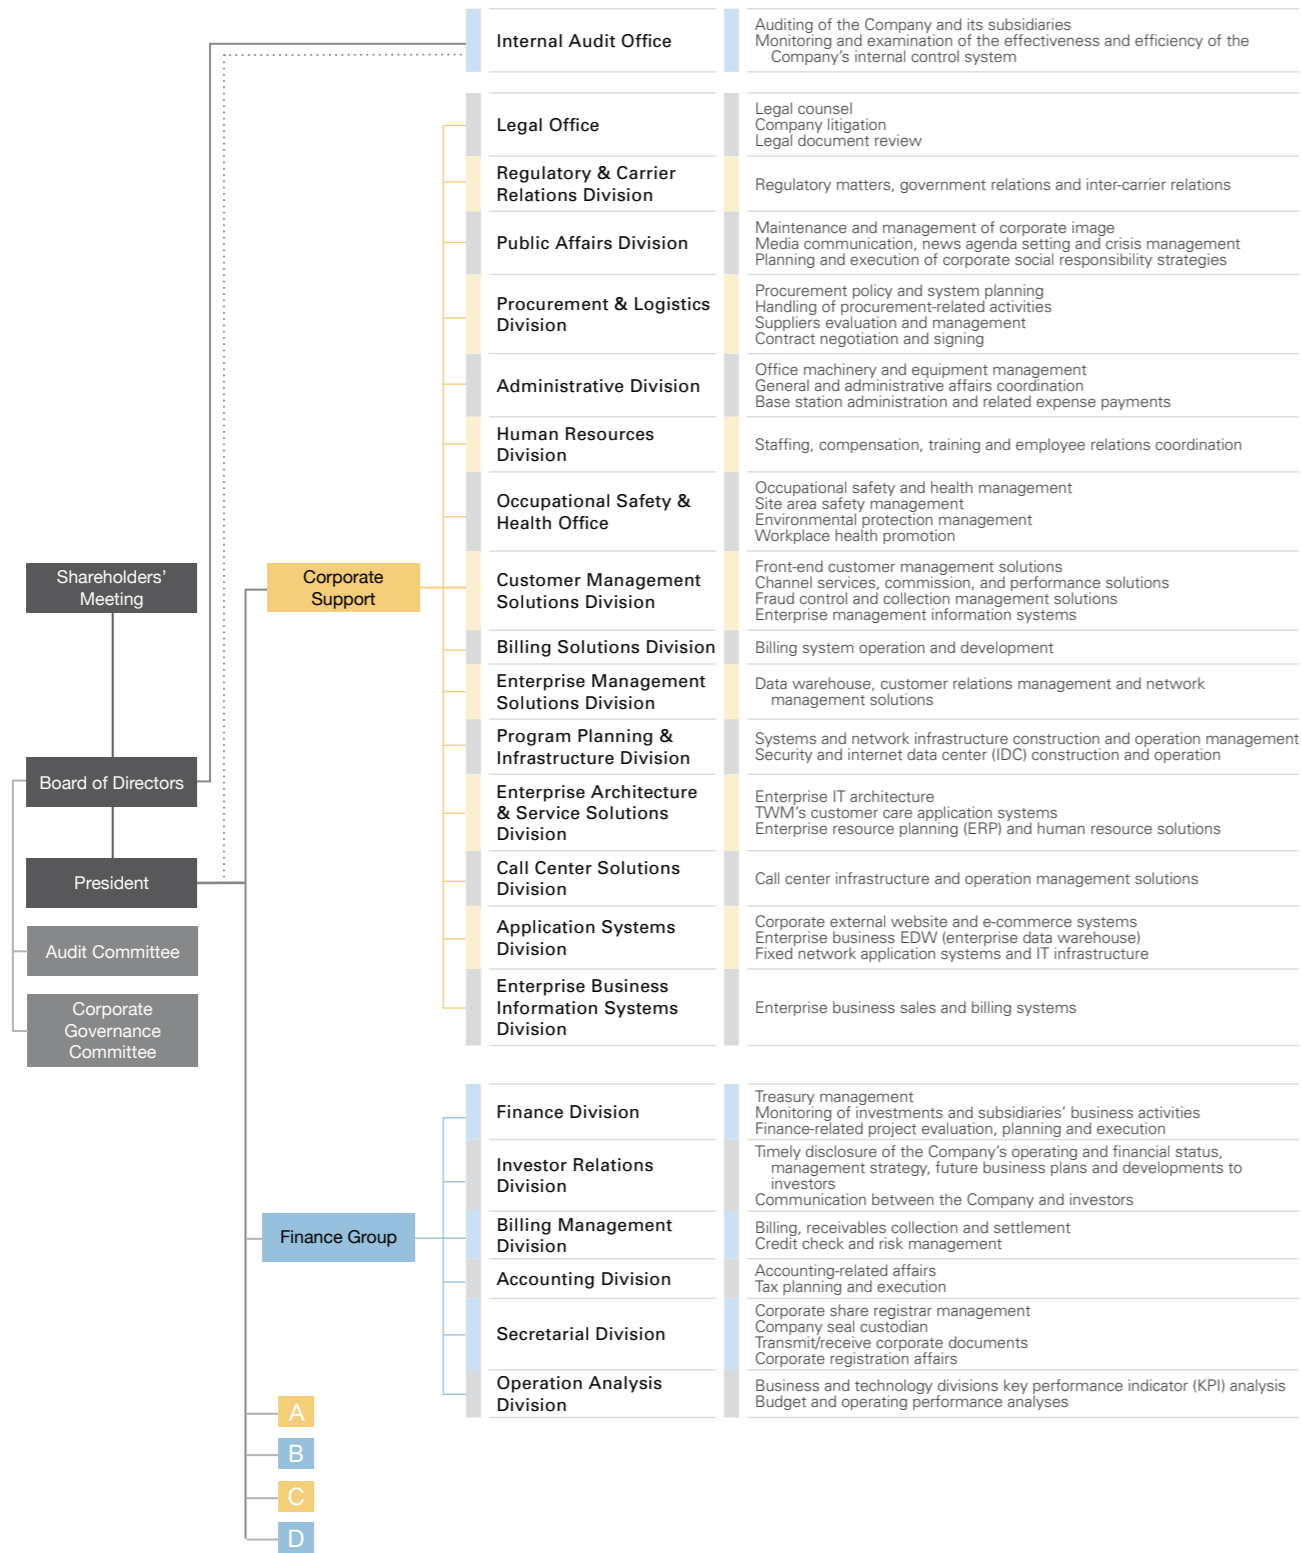 Internal Audit Office
Auditing of the Company and its subsidiaries
Monitoring and examination of the effectiveness and efficiency of the
Company’s internal control system
Legal Office
Legal counsel
Company litigation
Legal document review
Regulatory & Carrier
Relations Division
Regulatory matters, government relations and inter-carrier relations
Public Affairs Division
Maintenance and management of corporate image
Media communication, news agenda setting and crisis management
Planning and execution of corporate social responsibility strategies
Procurement & Logistics
Division
Procurement policy and system planning
Handling of procurement-related activities
Suppliers evaluation and management
Contract negotiation and signing
Administrative Division
Office machinery and equipment management
General and administrative affairs coordination
Base station administration and related expense payments
Human Resources
Division
Staffing, compensation, training and employee relations coordination
Occupational Safety &
Health Office
Occupational safety and health management
Site area safety management
Environmental protection management
Workplace health promotion
Shareholders’
Meeting
Corporate
Support
Customer Management
Solutions Division
Front-end customer management solutions
Channel services, commission, and performance solutions
Fraud control and collection management solutions
Enterprise management information systems
Billing Solutions Division
Billing system operation and development
Enterprise Management
Solutions Division
Data warehouse, customer relations management and network
management solutions
Program Planning &
Infrastructure Division
Systems and network infrastructure construction and operation management
Security and internet data center (IDC) construction and operation
Board of Directors
Enterprise Architecture
& Service Solutions
Division
Enterprise IT architecture
TWM’s customer care application systems
Enterprise resource planning (ERP) and human resource solutions
President
Call Center Solutions
Division
Call center infrastructure and operation management solutions
Audit Committee
Application Systems
Division
Corporate external website and e-commerce systems
Enterprise business EDW (enterprise data warehouse)
Fixed network application systems and IT infrastructure
Corporate
Governance
Committee
Enterprise Business
Information Systems
Division
Enterprise business sales and billing systems
Finance Division
Treasury management
Monitoring of investments and subsidiaries’ business activities
Finance-related project evaluation, planning and execution
Investor Relations
Division
Timely disclosure of the Company’s operating and financial status,
management strategy, future business plans and developments to
investors
Communication between the Company and investors
Finance Group
Billing Management
Division
Billing, receivables collection and settlement
Credit check and risk management
Accounting Division
Accounting-related affairs
Tax planning and execution
Secretarial Division
Corporate share registrar management
Company seal custodian
Transmit/receive corporate documents
Corporate registration affairs
Operation Analysis
Division
Business and technology divisions key performance indicator (KPI) analysis
Budget and operating performance analyses
A
B
C
D